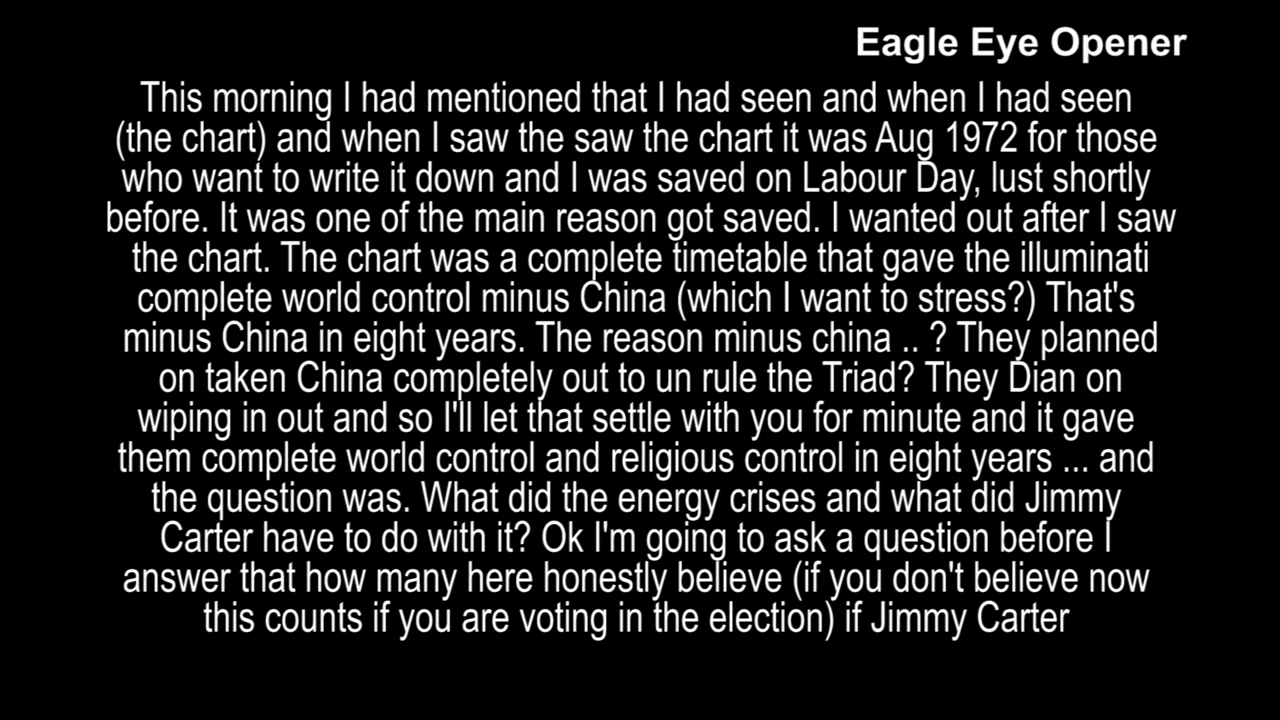 Eagle Eye Opener
This morning I had mentioned that I had seen and when I had seen
(the chart) and when I saw the saw the chart it was Aug 1972 for those
who want to write it down and I was saved on Labour Day, lust shortly
before. It was one of the main reason got saved. I wanted out after I saw
the chart. The chart was a complete timetable that gave the illuminati
complete world control minus China (which I want to stress?) That's
minus China in eight years. The reason minus china .. ? They planned
on taken China completely out to un rule the Triad? They Dian on
wiping in out and so I'll let that settle with you for minute and it gave
them complete world control and religious control in eight years ... and
the question was. What did the energy crises and what did Jimmy
Carter have to do with it? Ok I'm going to ask a question before I
answer that how many here honestly believe (if you don't believe now
this counts if you are voting in the election) if Jimmy Carter